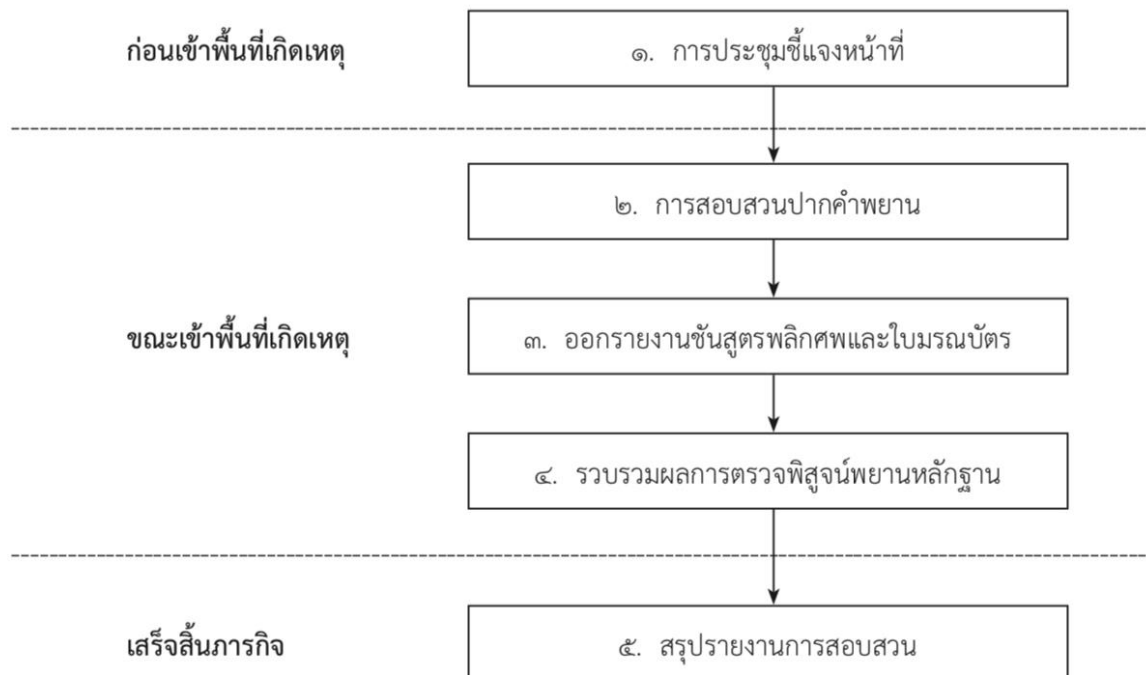 ก่อนเข้าพื้นที่เกิดเหตุ
๑. การประชุมชี้แจงหน้าที่
๒. การสอบสวนปากคำพยาน
ขณะเข้าพื้นที่เกิดเหตุ
๓. ออกรายงานชันสูตรพลิกศพและใบมรณบัตร
๔. รวบรวมผลการตรวจพิสูจน์พยานหลักฐาน
เสร็จสิ้นภารกิจ
๕. สรุปรายงานการสอบสวน